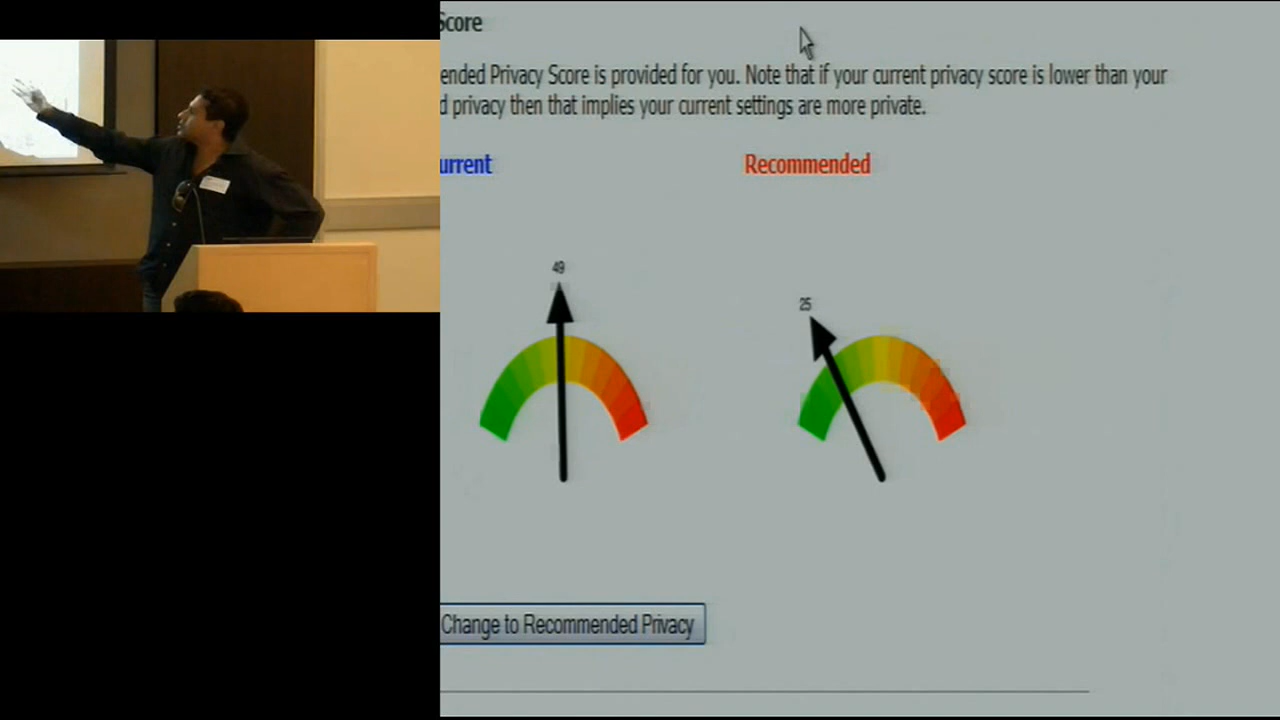 Score
ended Privacy Score is provided for you. Note that if your current privacy score is lower than your
d privacy then that implies your current settings are more private.
urrent
Recommended
49
25
Change to Recommended Privacy